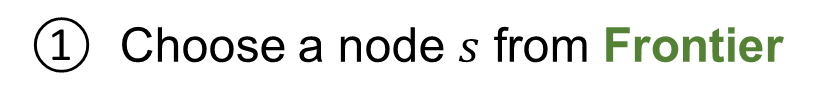 ① Choose a node s from Frontier